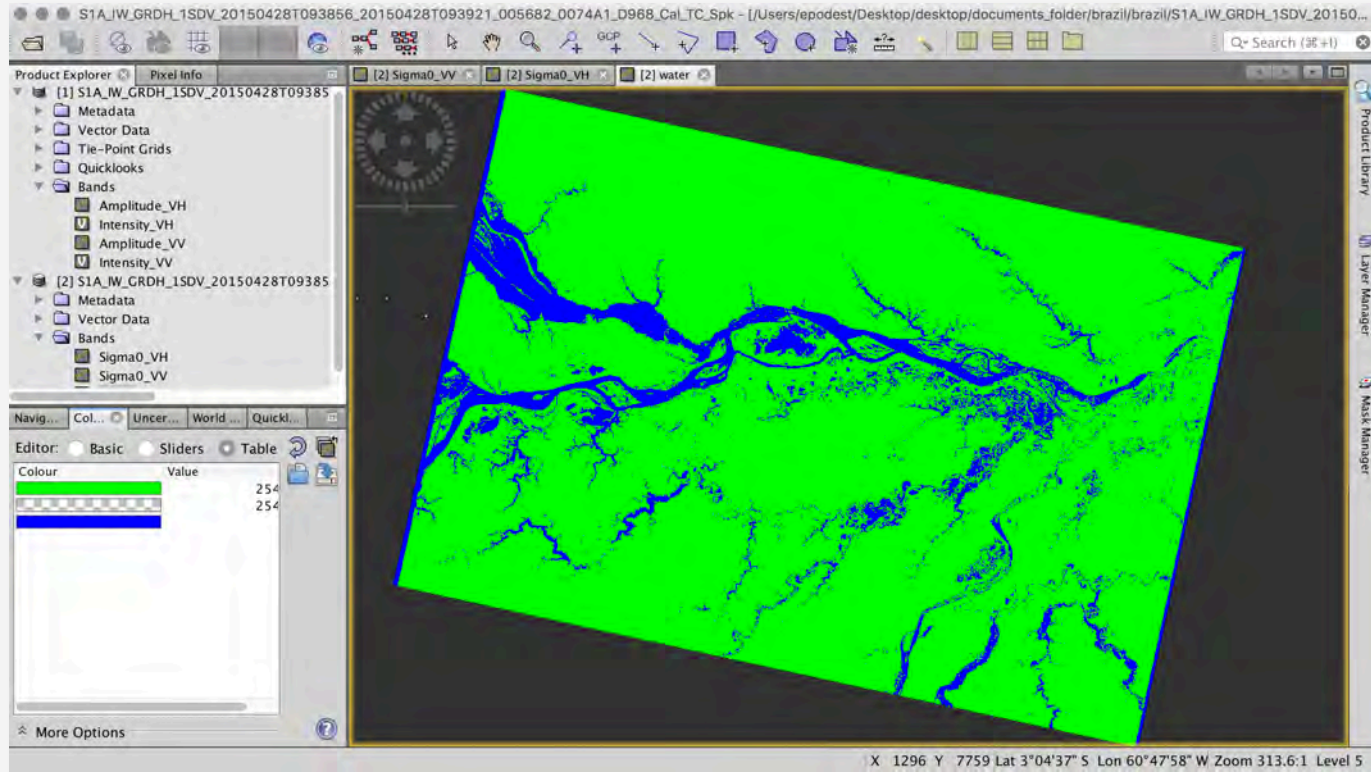 S1A_IW_GRDH_1SDV_20150428T093856_20150428T093921_005682_0074A1_D968_Cal_TC_Spk - [/Users/epodest/Desktop/desktop/documents_folder/brazil/brazil/S1A_IW_GRDH_1SDV_20150...
GCP
Q- Search (⌘+I)
Product Explorer Pixel Info
[2] Sigma0_VV [2] Sigma0_VH [2] water
[1] S1A_IW_GRDH_1SDV_20150428T09385
Metadata
Vector Data
Tie-Point Grids
Quicklooks
Bands
Amplitude_VH
Intensity_VH
Amplitude_VV
Intensity_VV
[2] S1A_IW_GRDH_1SDV_20150428T09385
Metadata
Vector Data
Bands
Sigma0_VH
Sigma0_VV
Navig... Col... Uncer... World ... Quickl...
Editor: Basic Sliders Table
Colour Value
254
254
More Options
Product Library
Layer Manager
Mask Manager
X 1296 Y 7759 Lat 3°04'37" S Lon 60°47'58" W Zoom 313.6:1 Level 5